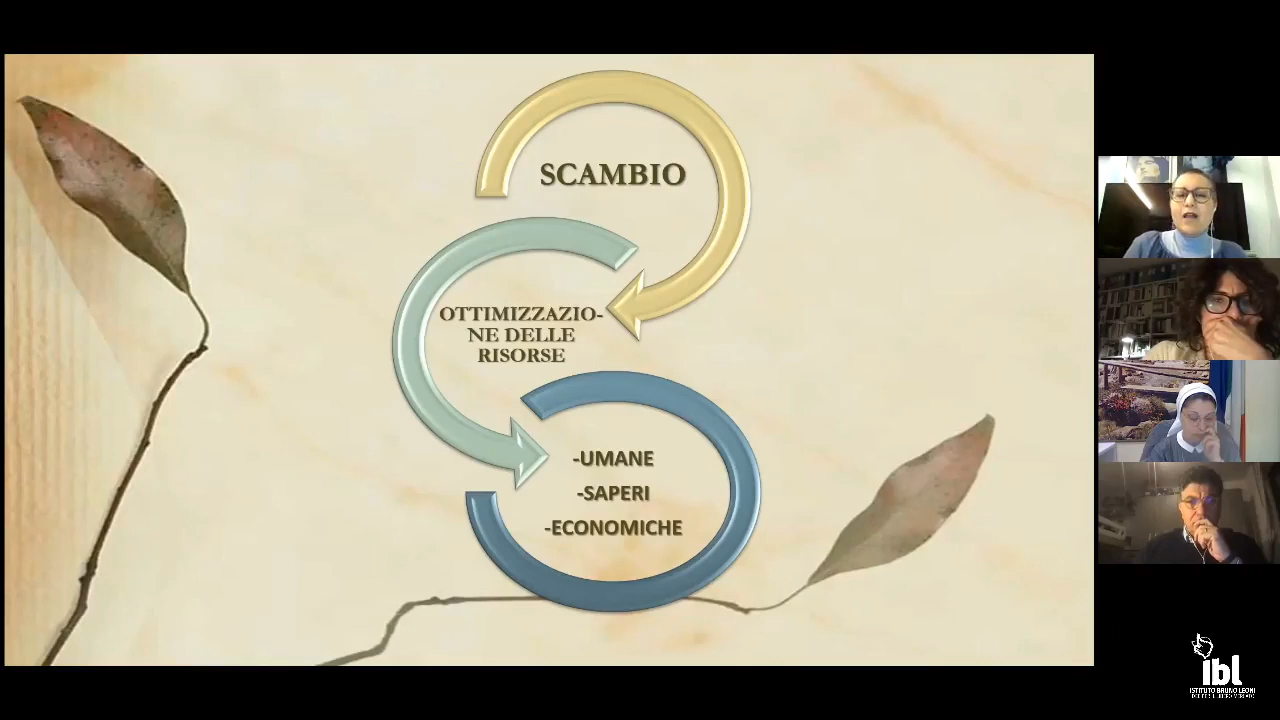 SCAMBIO
OTTIMIZZAZIO-
NE DELLE
RISORSE
-UMANE
-SAPERI
-ECONOMICHE
ibl
ISTITUTO BRUNO LEONI